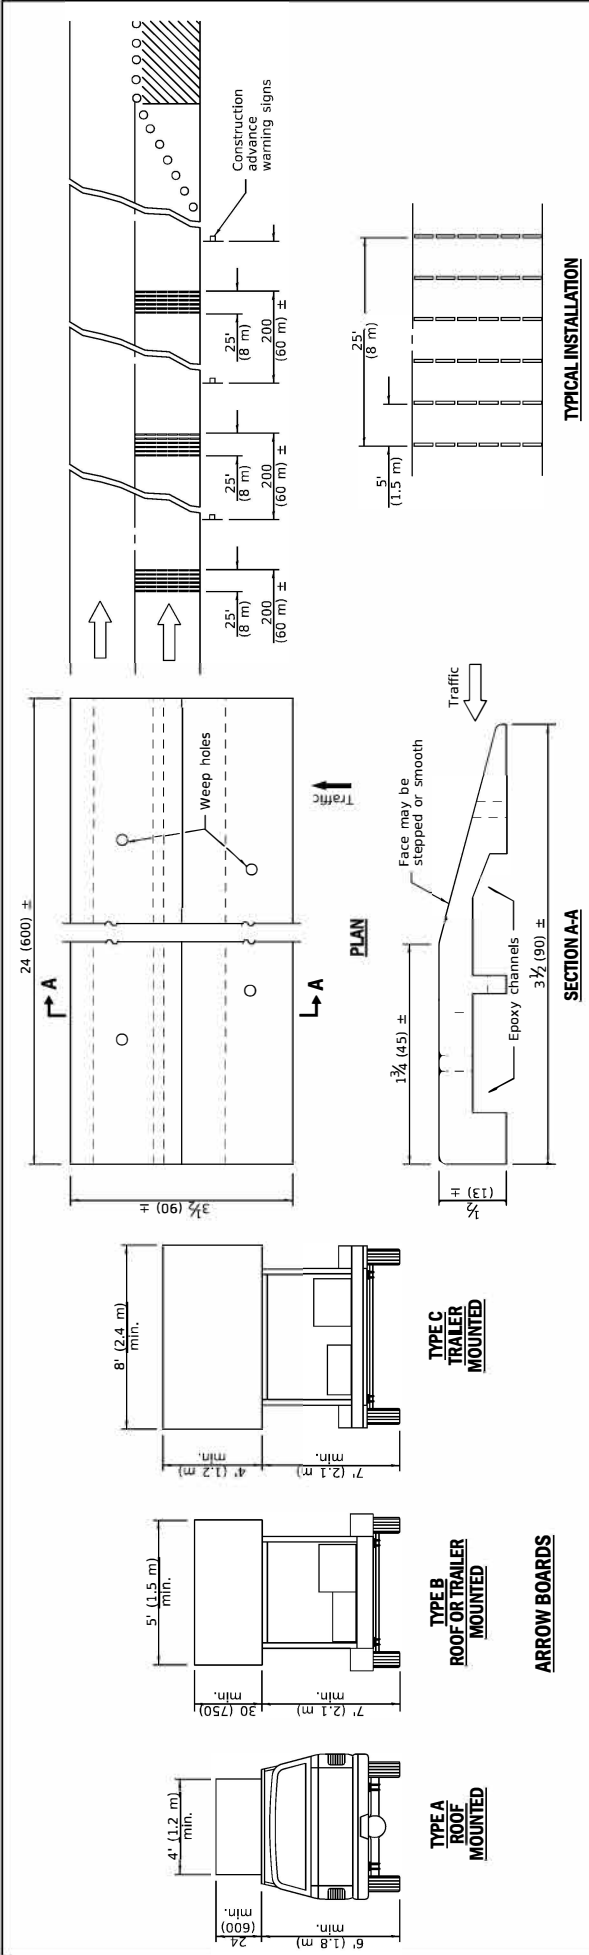 24
(600)
min.
6' (1.8 m)
min.
4' (1.2 m)
min.
TYPE A
ROOF
MOUNTED
30 (750)
min.
7' (2.1 m)
min.
5' (1.5 m)
min.
TYPE B
ROOF OR TRAILER
MOUNTED
4' (1.2 m)
min.
7' (2.1 m)
min.
8' (2.4 m)
min.
TYPE C
TRAILER
MOUNTED
ARROW BOARDS
24 (600) ±
3½ (90) ±
A
A
Weep holes
Traffic
PLAN
½
(13) ±
1¾ (45) ±
Face may be
stepped or smooth
Traffic
Epoxy channels
3½ (90) ±
SECTION A-A
25'
(8 m)
200
(60 m) ±
25'
(8 m)
200
(60 m) ±
25'
(8 m)
200
(60 m) ±
Construction
advance
warning signs
5'
(1.5 m)
25'
(8 m)
TYPICAL INSTALLATION